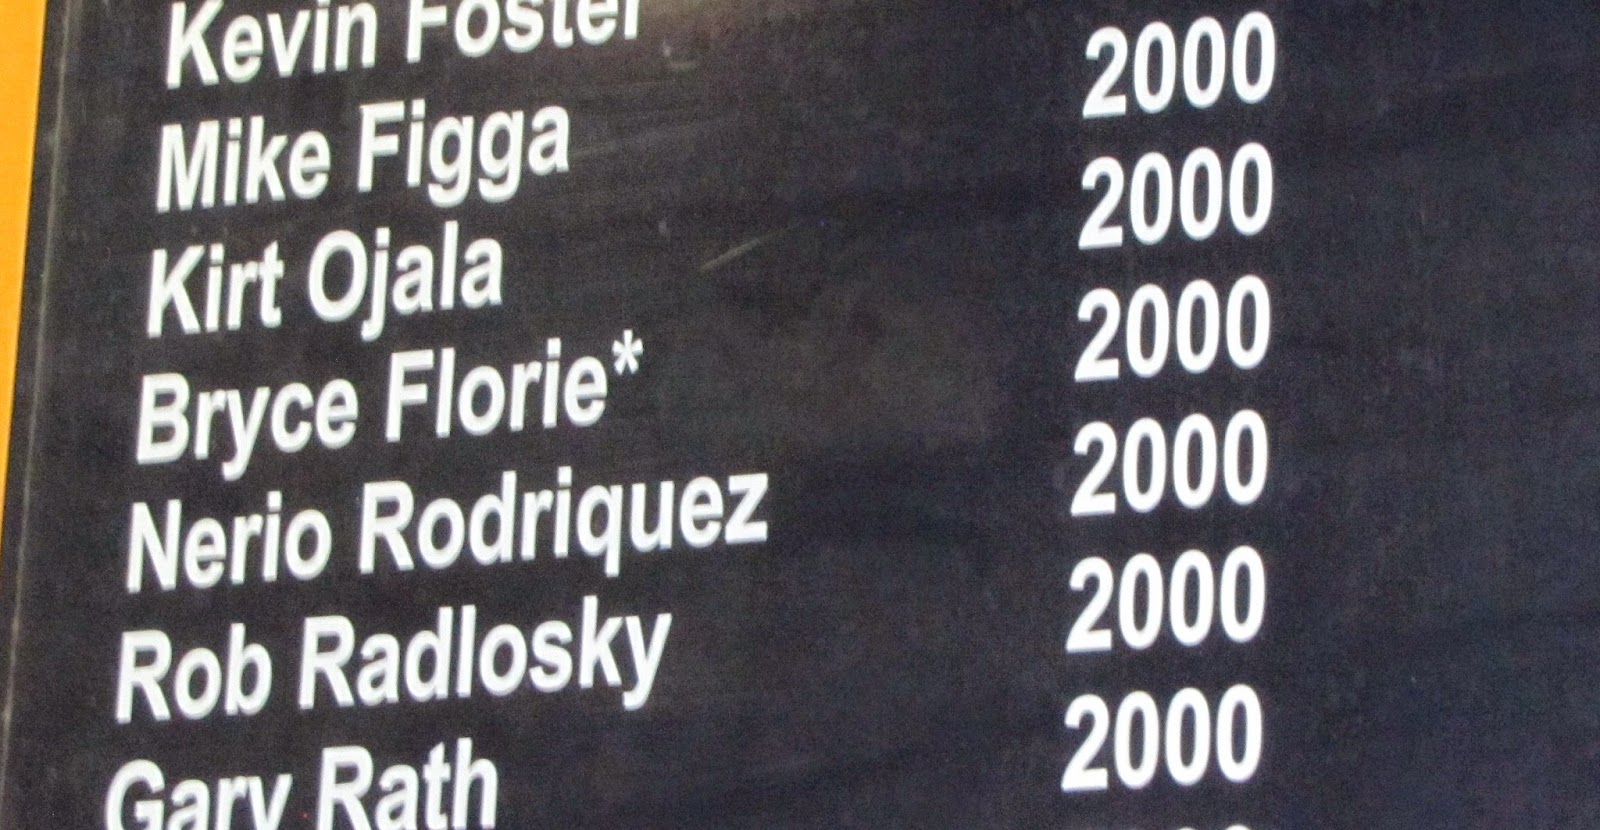 Kevin Foster
Mike Figga 2000
Kirt Ojala 2000
Bryce Florie* 2000
Nerio Rodriquez 2000
Rob Radlosky 2000
Gary Rath 2000